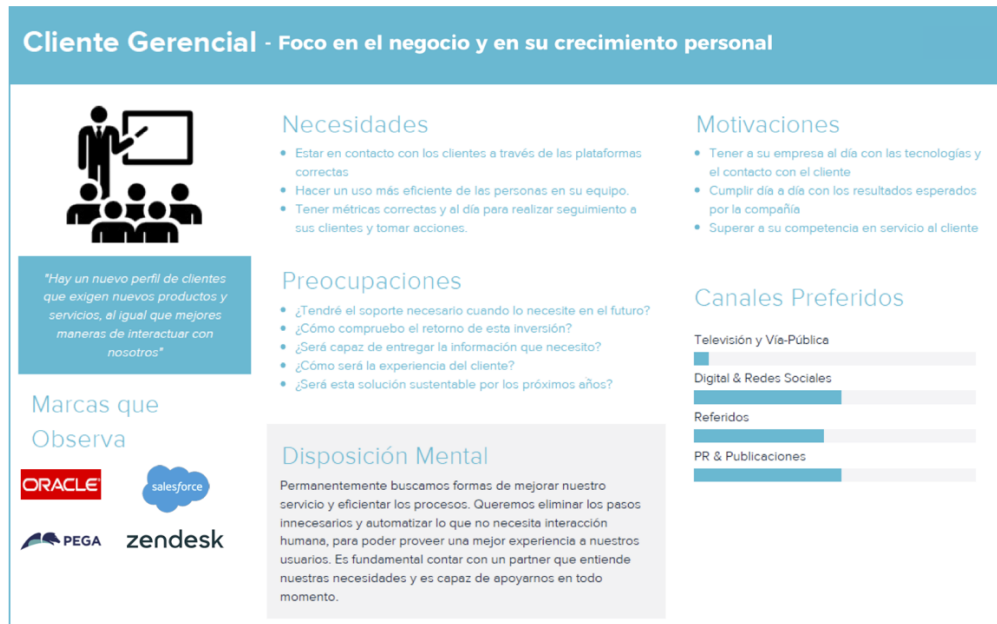 Cliente Gerencial - Foco en el negocio y en su crecimiento personal
"Hay un nuevo perfil de clientes
que exigen nuevos productos y
servicios, al igual que mejores
maneras de interactuar con
nosotros"
Marcas que
Observa
ORACLE
salesforce
PEGA
zendesk
Necesidades
• Estar en contacto con los clientes a través de las plataformas
correctas
• Hacer un uso más eficiente de las personas en su equipo.
• Tener métricas correctas y al día para realizar seguimiento a
sus clientes y tomar acciones.
Preocupaciones
• ¿Tendré el soporte necesario cuando lo necesite en el futuro?
• ¿Cómo compruebo el retorno de esta inversión?
• ¿Será capaz de entregar la información que necesito?
• ¿Cómo será la experiencia del cliente?
• ¿Será esta solución sustentable por los próximos años?
Disposición Mental
Permanentemente buscamos formas de mejorar nuestro
servicio y eficientar los procesos. Queremos eliminar los pasos
innecesarios y automatizar lo que no necesita interacción
humana, para poder proveer una mejor experiencia a nuestros
usuarios. Es fundamental contar con un partner que entiende
nuestras necesidades y es capaz de apoyarnos en todo
momento.
Motivaciones
• Tener a su empresa al día con las tecnologías y
el contacto con el cliente
• Cumplir día a día con los resultados esperados
por la compañía
• Superar a su competencia en servicio al cliente
Canales Preferidos
Televisión y Vía-Pública
Digital & Redes Sociales
Referidos
PR & Publicaciones